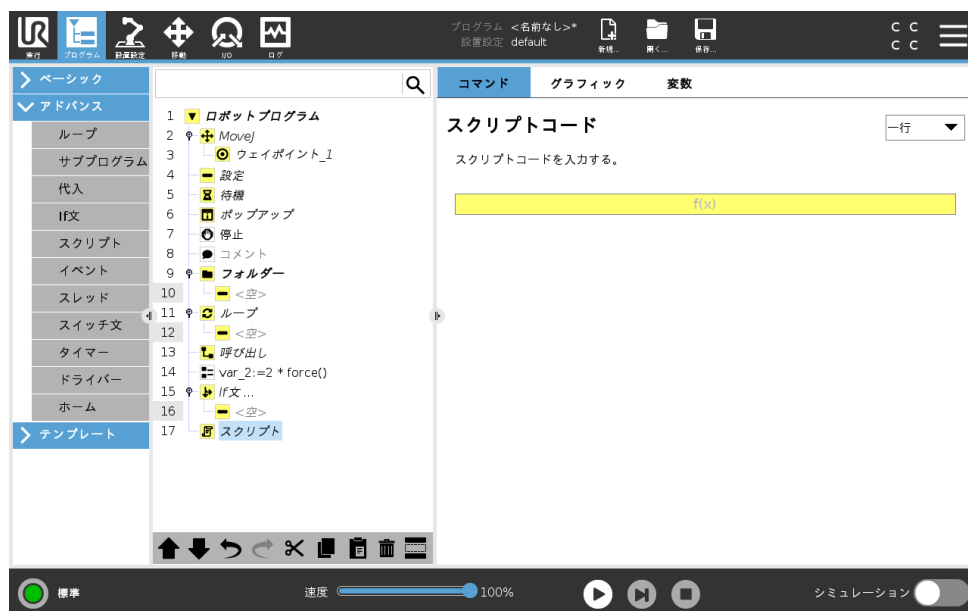 UR
実行
プログラム
設置設定
移動
I/O
ログ
プログラム <名前なし>*
設置設定 default
新規...
開く...
保存...
C C
C C
ベーシック
アドバンス
ループ
サブプログラム
代入
If文
スクリプト
イベント
スレッド
スイッチ文
タイマー
ドライバー
ホーム
テンプレート
1 ロボットプログラム
2 MoveJ
3 ウェイポイント_1
4 設定
5 待機
6 ポップアップ
7 停止
8 コメント
9 フォルダー
10 <空>
11 ループ
12 <空>
13 呼び出し
14 var_2:=2 * force()
15 If文 ...
16 <空>
17 スクリプト
コマンド グラフィック 変数
スクリプトコード
一行
スクリプトコードを入力する。
f(x)
標準
速度 100%
シミュレーション